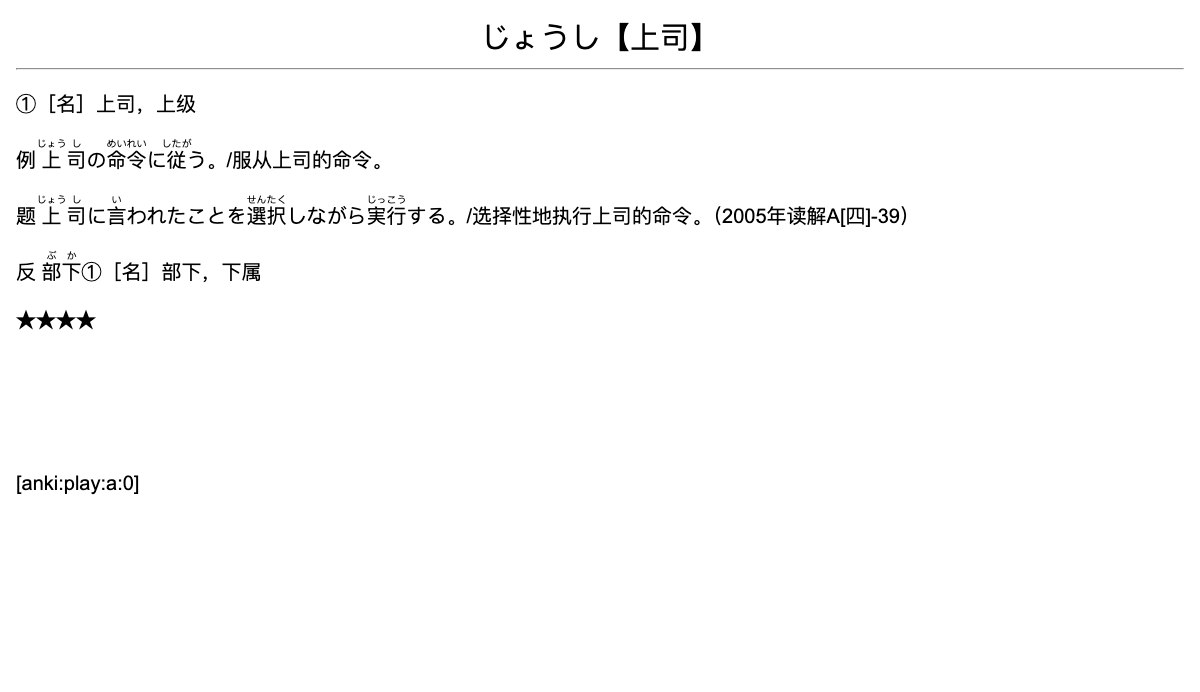 じょうし【上司】
①［名］上司，上级
じょう し めいれい したが
例 上 司の命令に従う。/服从上司的命令。
じょう し い せんたく じっこう
题 上 司に言われたことを選択しながら実行する。/选择性地执行上司的命令。（2005年读解A[四]-39）
ぶ か
反 部下①［名］部下，下属
★★★★
[anki:play:a:0]